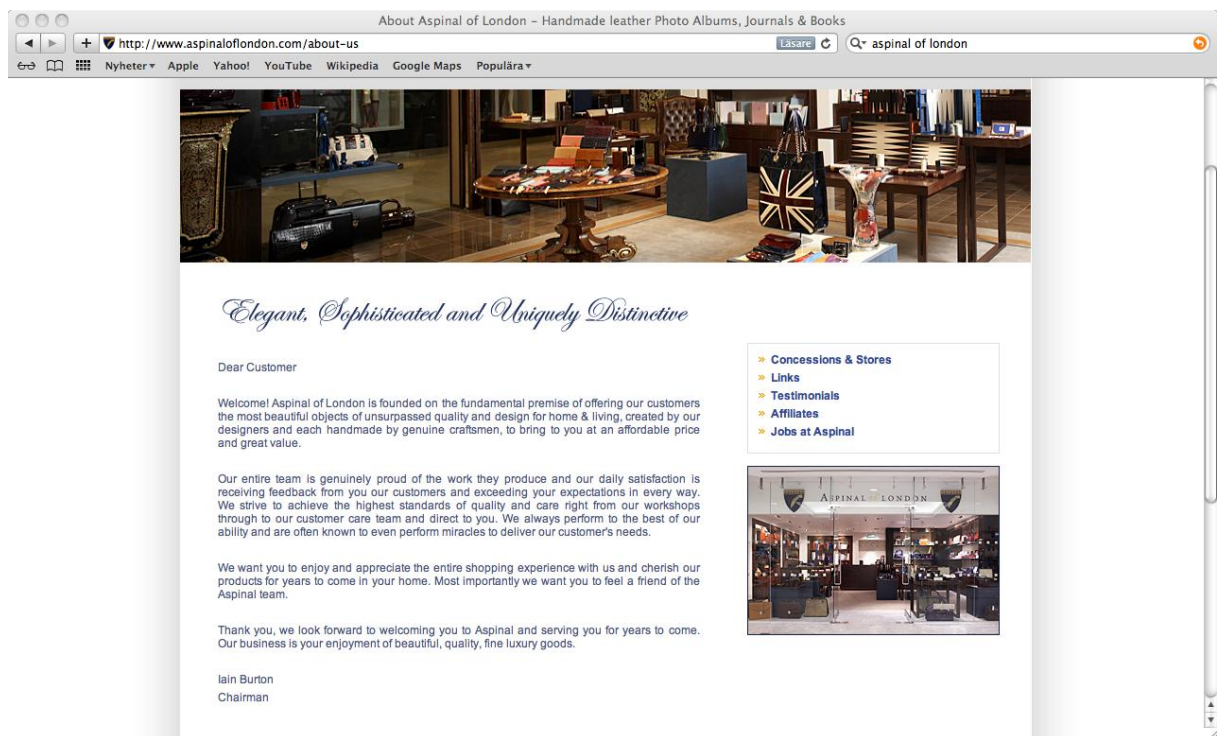 About Aspinal of London – Handmade leather Photo Albums, Journals & Books
http://www.aspinaloflondon.com/about-us
Läsare
aspinal of london
Nyheter
Apple
Yahoo!
YouTube
Wikipedia
Google Maps
Populära
Elegant, Sophisticated and Uniquely Distinctive
Dear Customer
Welcome! Aspinal of London is founded on the fundamental premise of offering our customers
the most beautiful objects of unsurpassed quality and design for home & living, created by our
designers and each handmade by genuine craftsmen, to bring to you at an affordable price
and great value.
Our entire team is genuinely proud of the work they produce and our daily satisfaction is
receiving feedback from you our customers and exceeding your expectations in every way.
We strive to achieve the highest standards of quality and care right from our workshops
through to our customer care team and direct to you. We always perform to the best of our
ability and are often known to even perform miracles to deliver our customer's needs.
We want you to enjoy and appreciate the entire shopping experience with us and cherish our
products for years to come in your home. Most importantly we want you to feel a friend of the
Aspinal team.
Thank you, we look forward to welcoming you to Aspinal and serving you for years to come.
Our business is your enjoyment of beautiful, quality, fine luxury goods.
Iain Burton
Chairman
» Concessions & Stores
» Links
» Testimonials
» Affiliates
» Jobs at Aspinal
ASPINAL OF LONDON